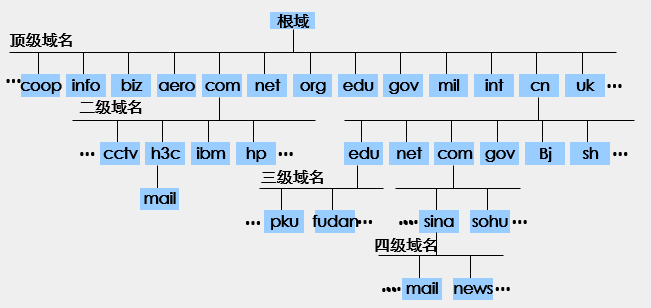 根域
顶级域名
••• coop info biz aero com net org edu gov mil int cn uk •••
二级域名
••• cctv h3c ibm hp ••• edu net com gov Bj sh •••
三级域名
mail
••• pku fudan ••• ••• sina sohu •••
四级域名
••• mail news •••